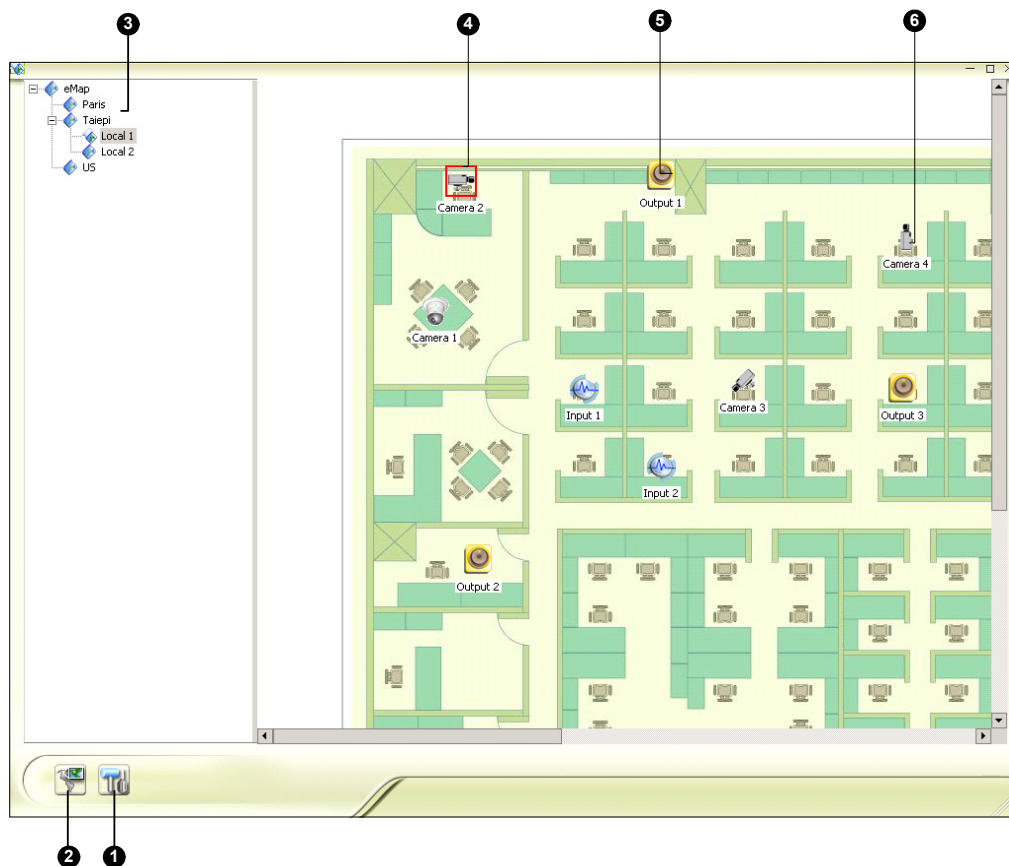 3
4
5
6
eMap
Paris
Taiepi
Local 1
Local 2
US
Camera 2
Output 1
Camera 4
Camera 1
Input 1
Camera 3
Output 3
Input 2
Output 2
2
1